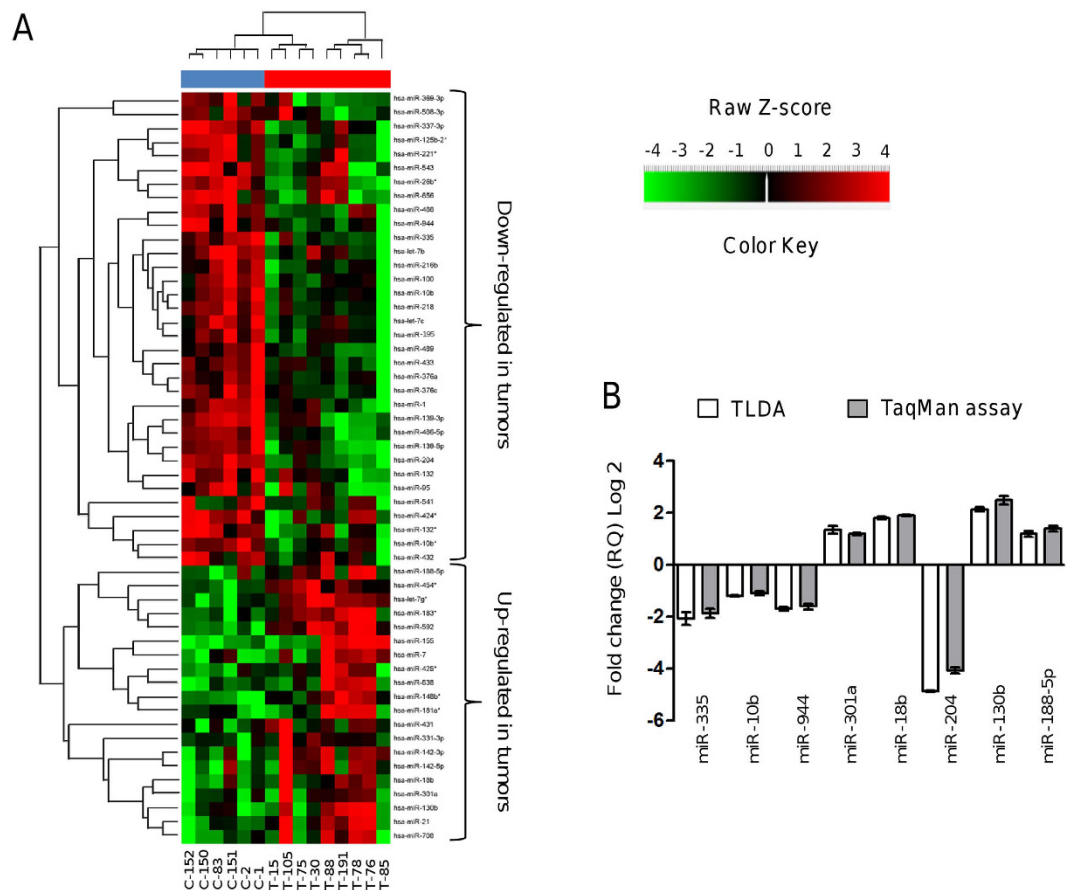 A
hsa-miR-369-3p
hsa-miR-508-3p
hsa-miR-337-3p
hsa-miR-125b-2*
hsa-miR-221*
hsa-miR-543
hsa-miR-26b*
hsa-miR-656
hsa-miR-488
hsa-miR-944
hsa-miR-335
hsa-let-7b
hsa-miR-216b
hsa-miR-100
hsa-miR-10b
hsa-miR-218
hsa-let-7c
hsa-miR-195
hsa-miR-489
hsa-miR-433
hsa-miR-376a
hsa-miR-376c
hsa-miR-1
hsa-miR-139-3p
hsa-miR-486-5p
hsa-miR-139-5p
hsa-miR-204
hsa-miR-132
hsa-miR-95
hsa-miR-541
hsa-miR-424*
hsa-miR-132*
hsa-miR-10b*
hsa-miR-432
hsa-miR-188-5p
hsa-miR-454*
hsa-let-7g*
hsa-miR-183*
hsa-miR-592
has-miR-155
hsa-miR-7
hsa-miR-425*
hsa-miR-638
hsa-miR-148b*
hsa-miR-181a*
hsa-miR-431
hsa-miR-331-3p
hsa-miR-142-3p
hsa-miR-142-5p
hsa-miR-18b
hsa-miR-301a
hsa-miR-130b
hsa-miR-21
hsa-miR-708
Down-regulated in tumors
Up-regulated in tumors
C-152
C-150
C-83
C-151
C-2
C-1
T-15
T-105
T-75
T-30
T-88
T-191
T-78
T-76
T-85
Raw Z-score
-4 -3 -2 -1 0 1 2 3 4
Color Key
B
TLDA TaqMan assay
Fold change (RQ) Log 2
4
2
0
-2
-4
-6
miR-335
miR-10b
miR-944
miR-301a
miR-18b
miR-204
miR-130b
miR-188-5p